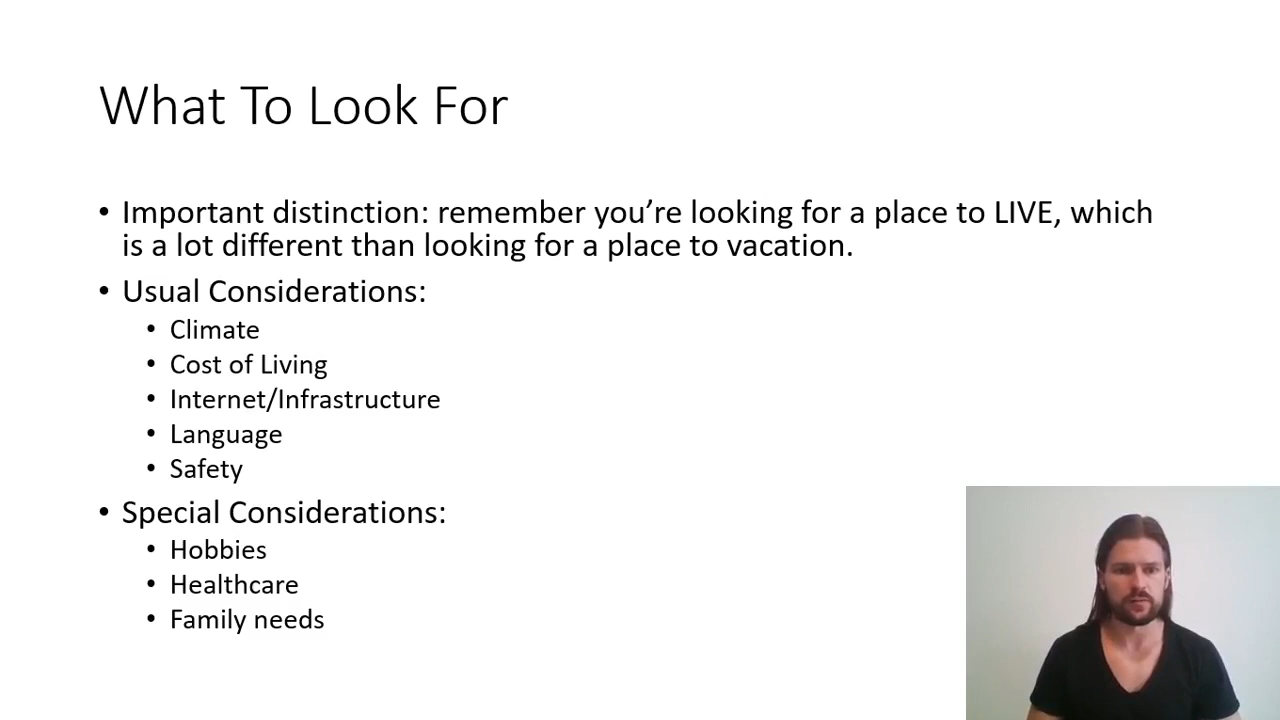 What To Look For
• Important distinction: remember you’re looking for a place to LIVE, which
is a lot different than looking for a place to vacation.
• Usual Considerations:
• Climate
• Cost of Living
• Internet/Infrastructure
• Language
• Safety
• Special Considerations:
• Hobbies
• Healthcare
• Family needs